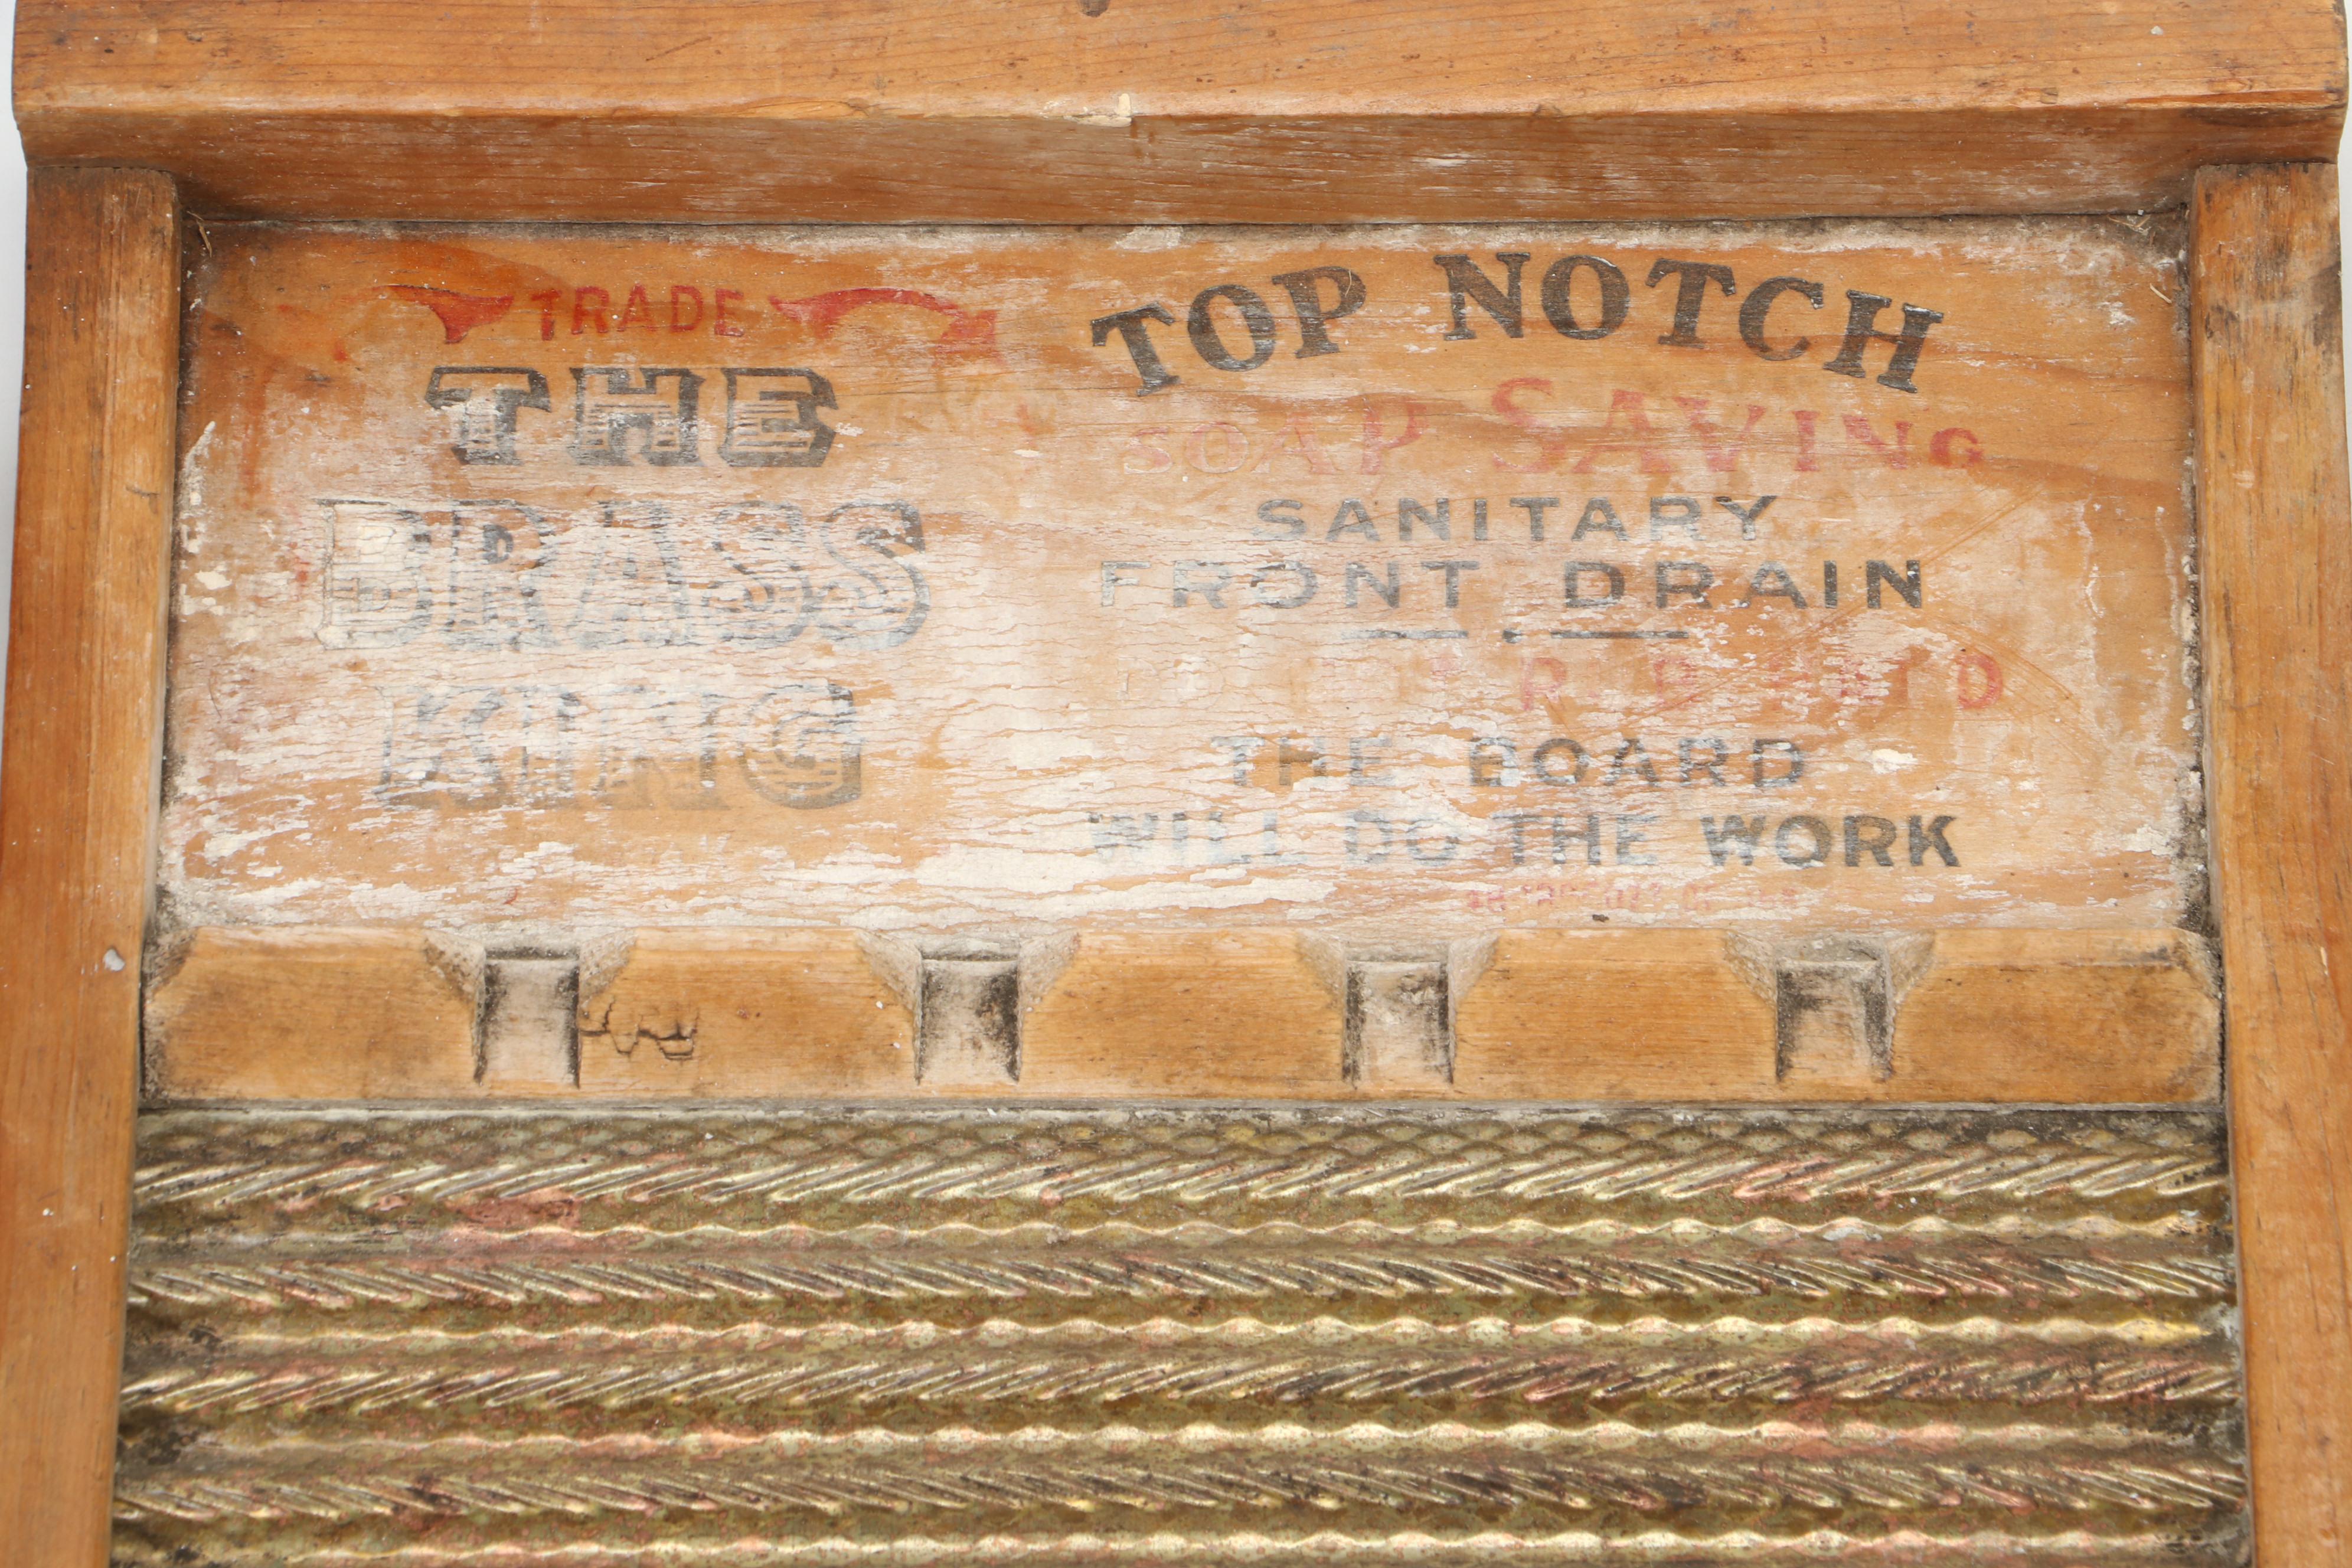 TRADE
THE
BRASS
KING
TOP NOTCH
SOAP SAVING
SANITARY
FRONT DRAIN
THE BOARD
WILL DO THE WORK